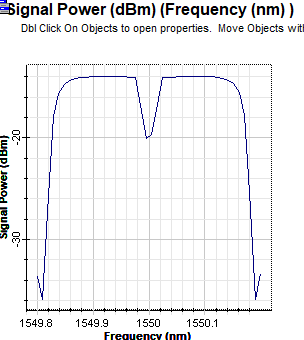 Signal Power (dBm) (Frequency (nm) )
Dbl Click On Objects to open properties. Move Objects wit
Signal Power (dBm)
-20
-30
1549.8 1549.9 1550 1550.1
Frequency (nm)